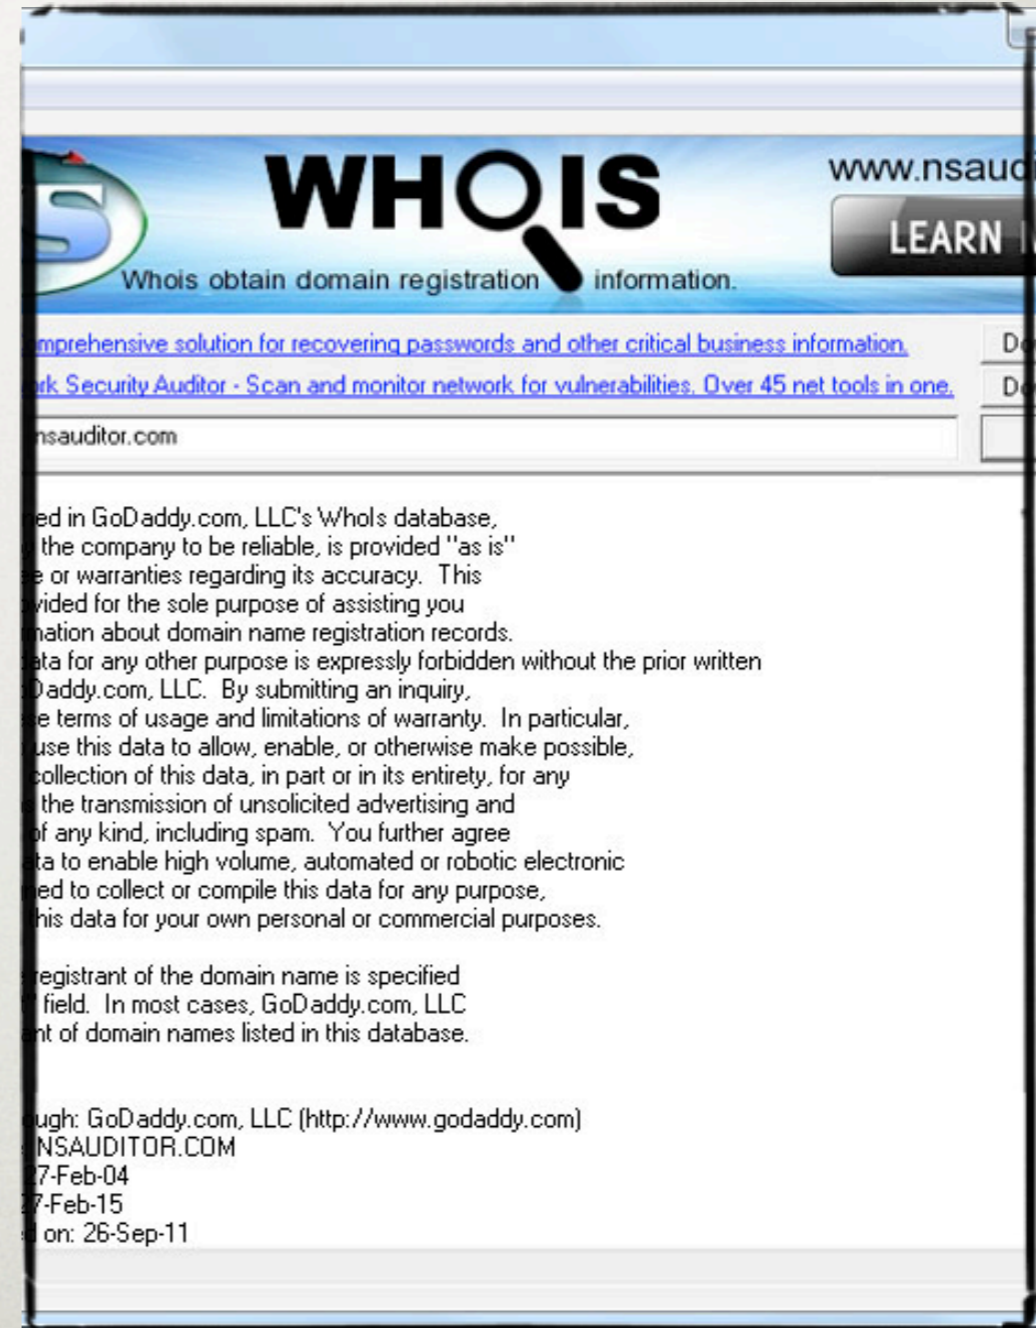 WHOIS
www.nsaud
LEARN
Whois obtain domain registration information.
mprehensive solution for recovering passwords and other critical business information.
rk Security Auditor - Scan and monitor network for vulnerabilities. Over 45 net tools in one.
nsauditor.com
ed in GoDaddy.com, LLC's WhoIs database,
the company to be reliable, is provided "as is"
e or warranties regarding its accuracy. This
vided for the sole purpose of assisting you
mation about domain name registration records.
ata for any other purpose is expressly forbidden without the prior written
Daddy.com, LLC. By submitting an inquiry,
se terms of usage and limitations of warranty. In particular,
use this data to allow, enable, or otherwise make possible,
collection of this data, in part or in its entirety, for any
the transmission of unsolicited advertising and
of any kind, including spam. You further agree
ta to enable high volume, automated or robotic electronic
ned to collect or compile this data for any purpose,
this data for your own personal or commercial purposes.
registrant of the domain name is specified
field. In most cases, GoDaddy.com, LLC
nt of domain names listed in this database.
ugh: GoDaddy.com, LLC (http://www.godaddy.com)
NSAUDITOR.COM
27-Feb-04
27-Feb-15
d on: 26-Sep-11